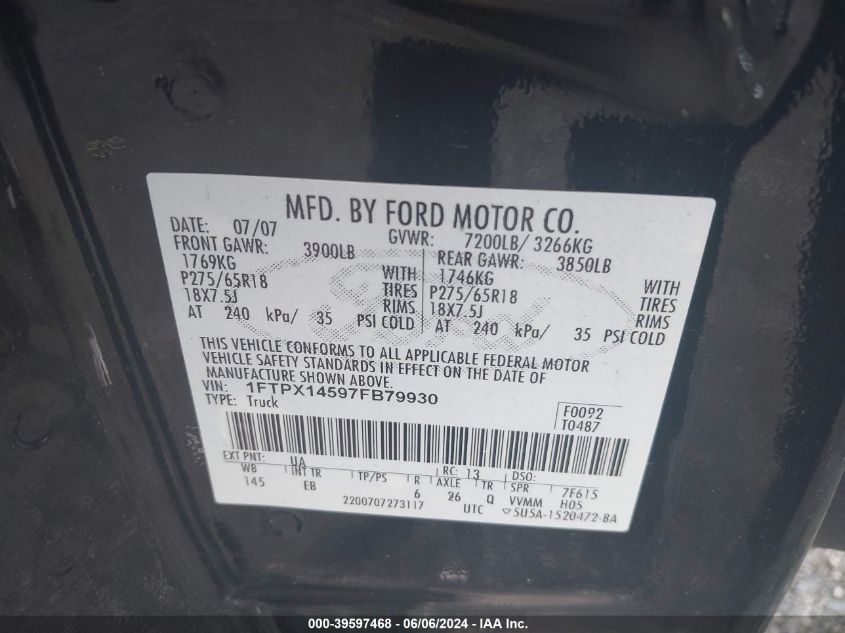 MFD. BY FORD MOTOR CO.
DATE: 07/07 GVWR: 7200LB/ 3266KG
FRONT GAWR: 3900LB REAR GAWR: 3850LB
1769KG WITH 1746KG WITH
P275/65R18 TIRES P275/65R18 TIRES
18X7.5J RIMS 18X7.5J RIMS
AT 240 kPa/ 35 PSI COLD AT 240 kPa/ 35 PSI COLD
THIS VEHICLE CONFORMS TO ALL APPLICABLE FEDERAL MOTOR
VEHICLE SAFETY STANDARDS IN EFFECT ON THE DATE OF
MANUFACTURE SHOWN ABOVE.
VIN: 1FTPX14597FB79930
TYPE: Truck
F0092
T0487
EXT PNT: UA RC: 13 DSO:
WB INT TR TP/PS R AXLE TR SPR 7F615
145 EB 6 26 Q VVMM H05
2200707273117 UTC ▽5U5A-1520472-BA
000-39597468 - 06/06/2024 - IAAI Inc.